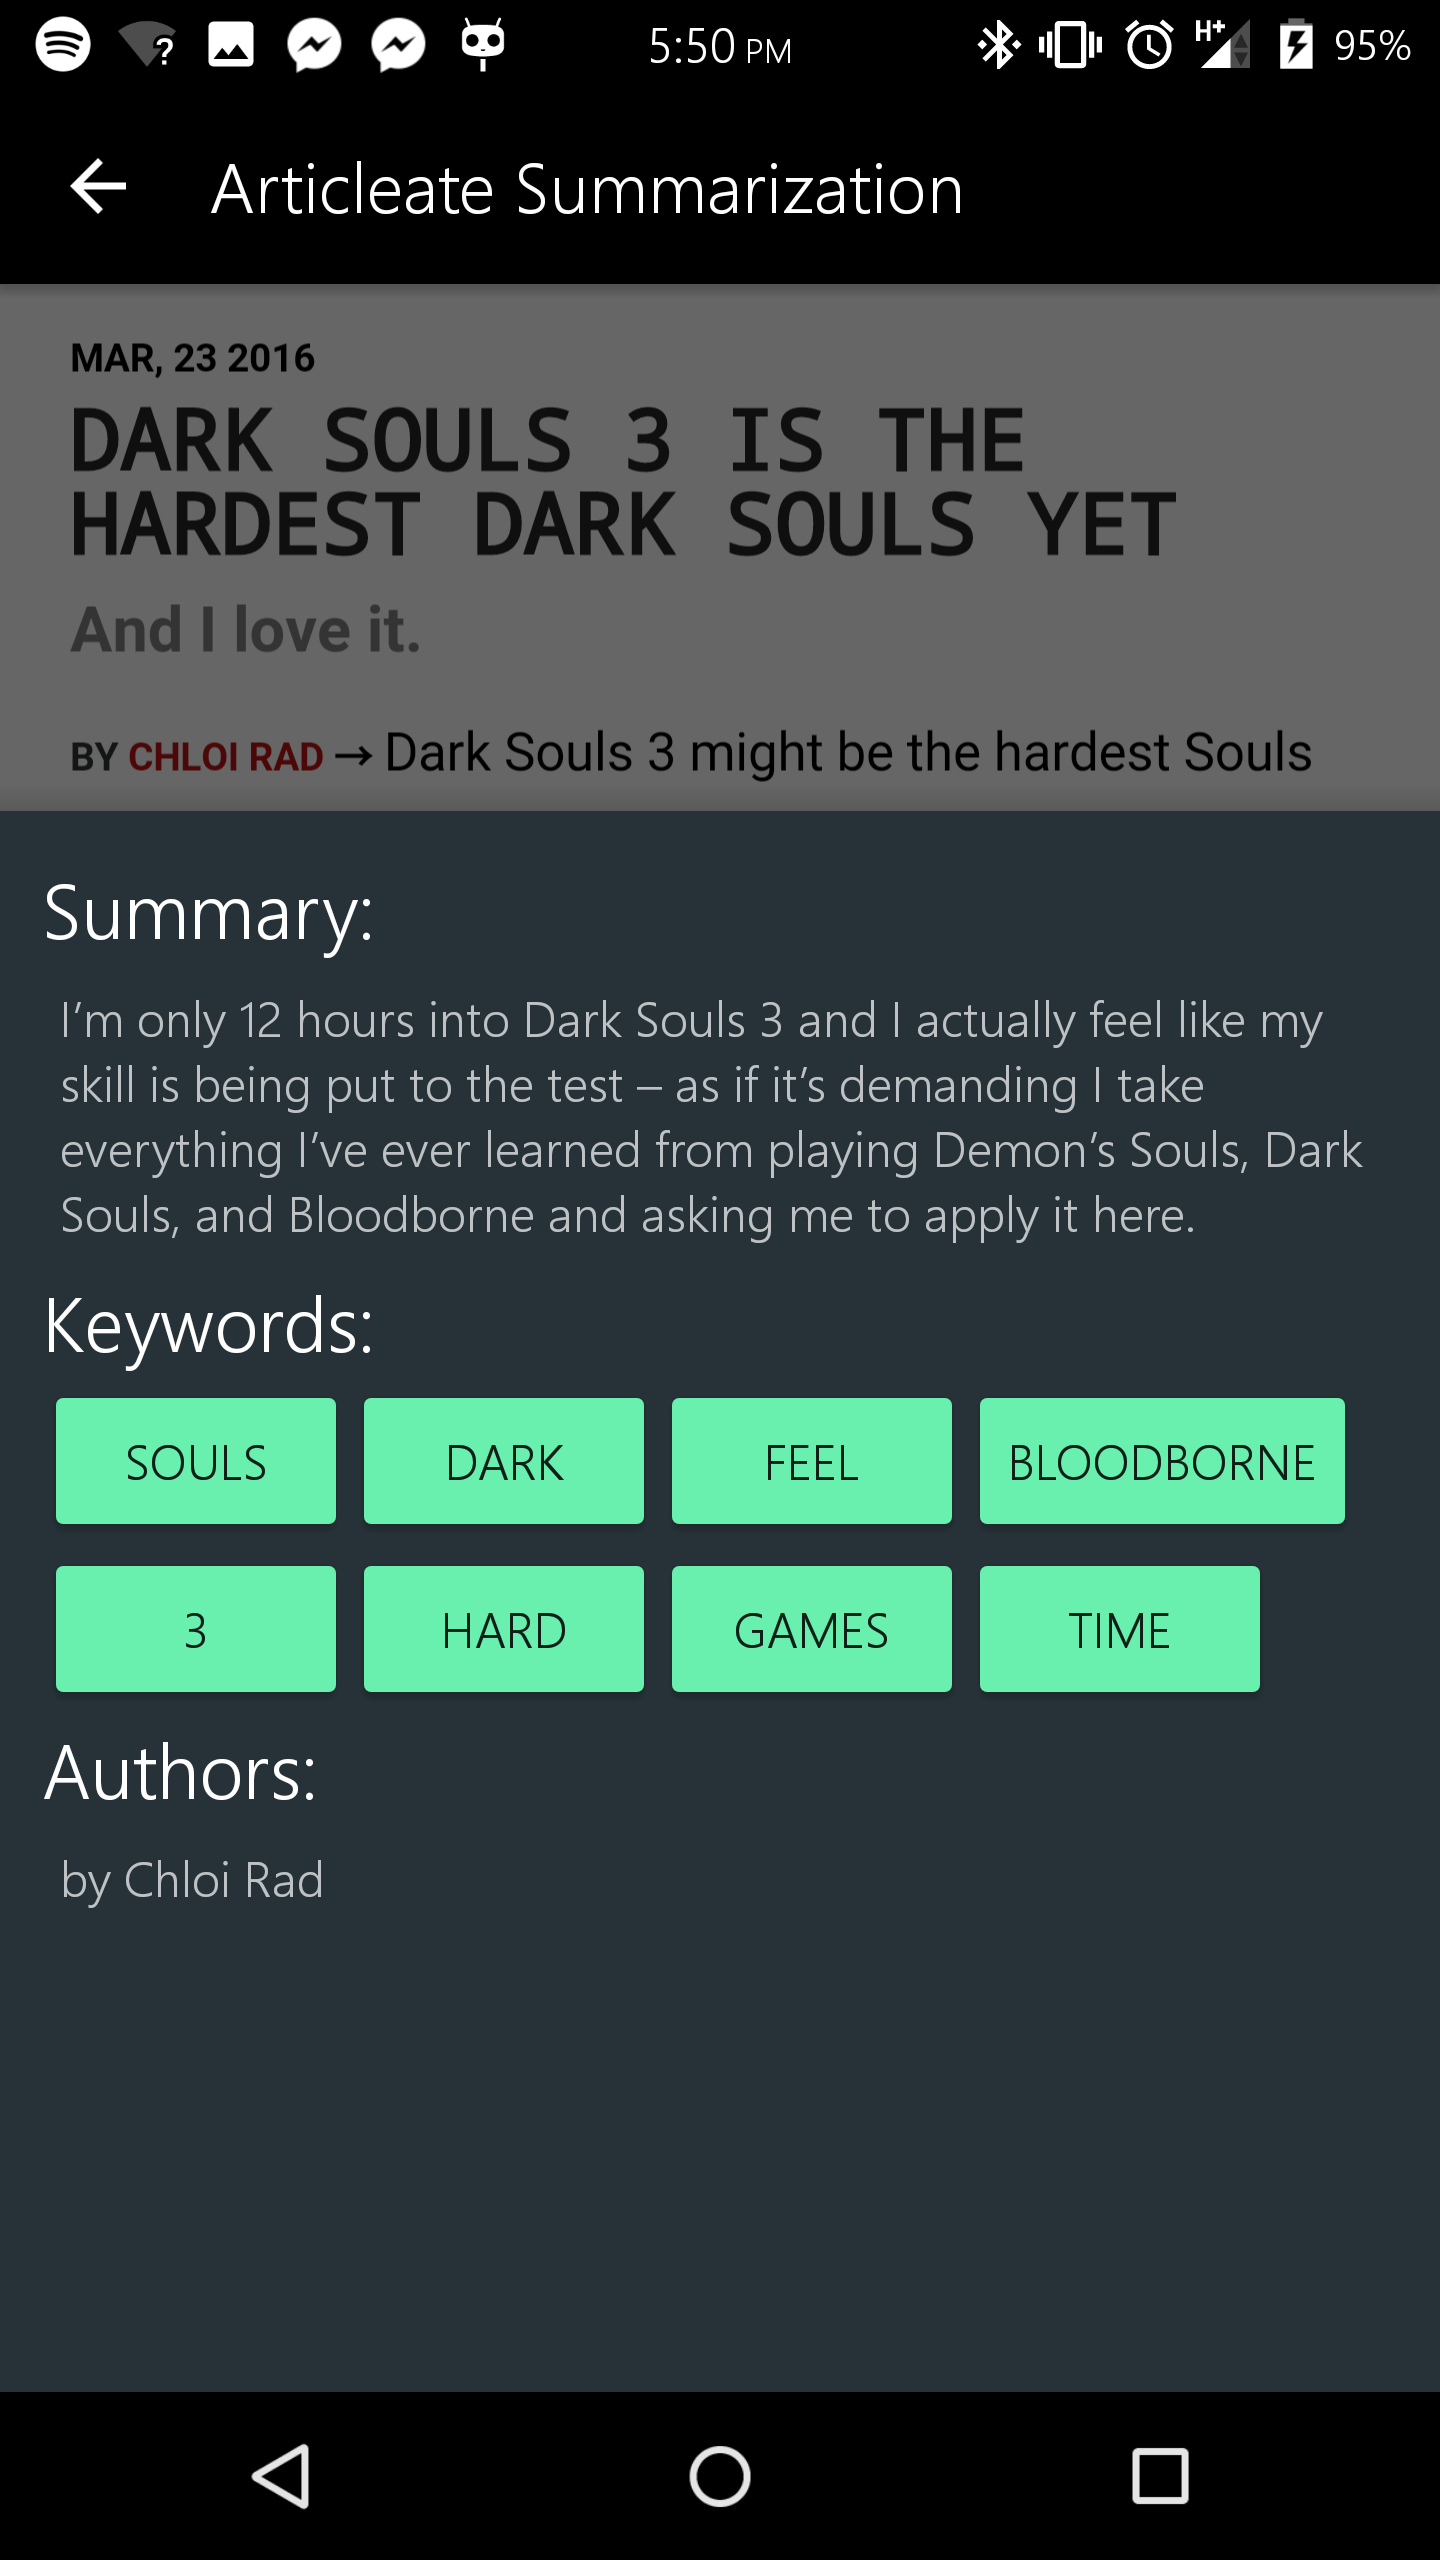 5:50 PM
H+
95%
Articleate Summarization
MAR, 23 2016
DARK SOULS 3 IS THE
HARDEST DARK SOULS YET
And I love it.
BY CHLOI RAD → Dark Souls 3 might be the hardest Souls
Summary:
I’m only 12 hours into Dark Souls 3 and I actually feel like my
skill is being put to the test – as if it’s demanding I take
everything I’ve ever learned from playing Demon’s Souls, Dark
Souls, and Bloodborne and asking me to apply it here.
Keywords:
SOULS DARK FEEL BLOODBORNE
3 HARD GAMES TIME
Authors:
by Chloi Rad